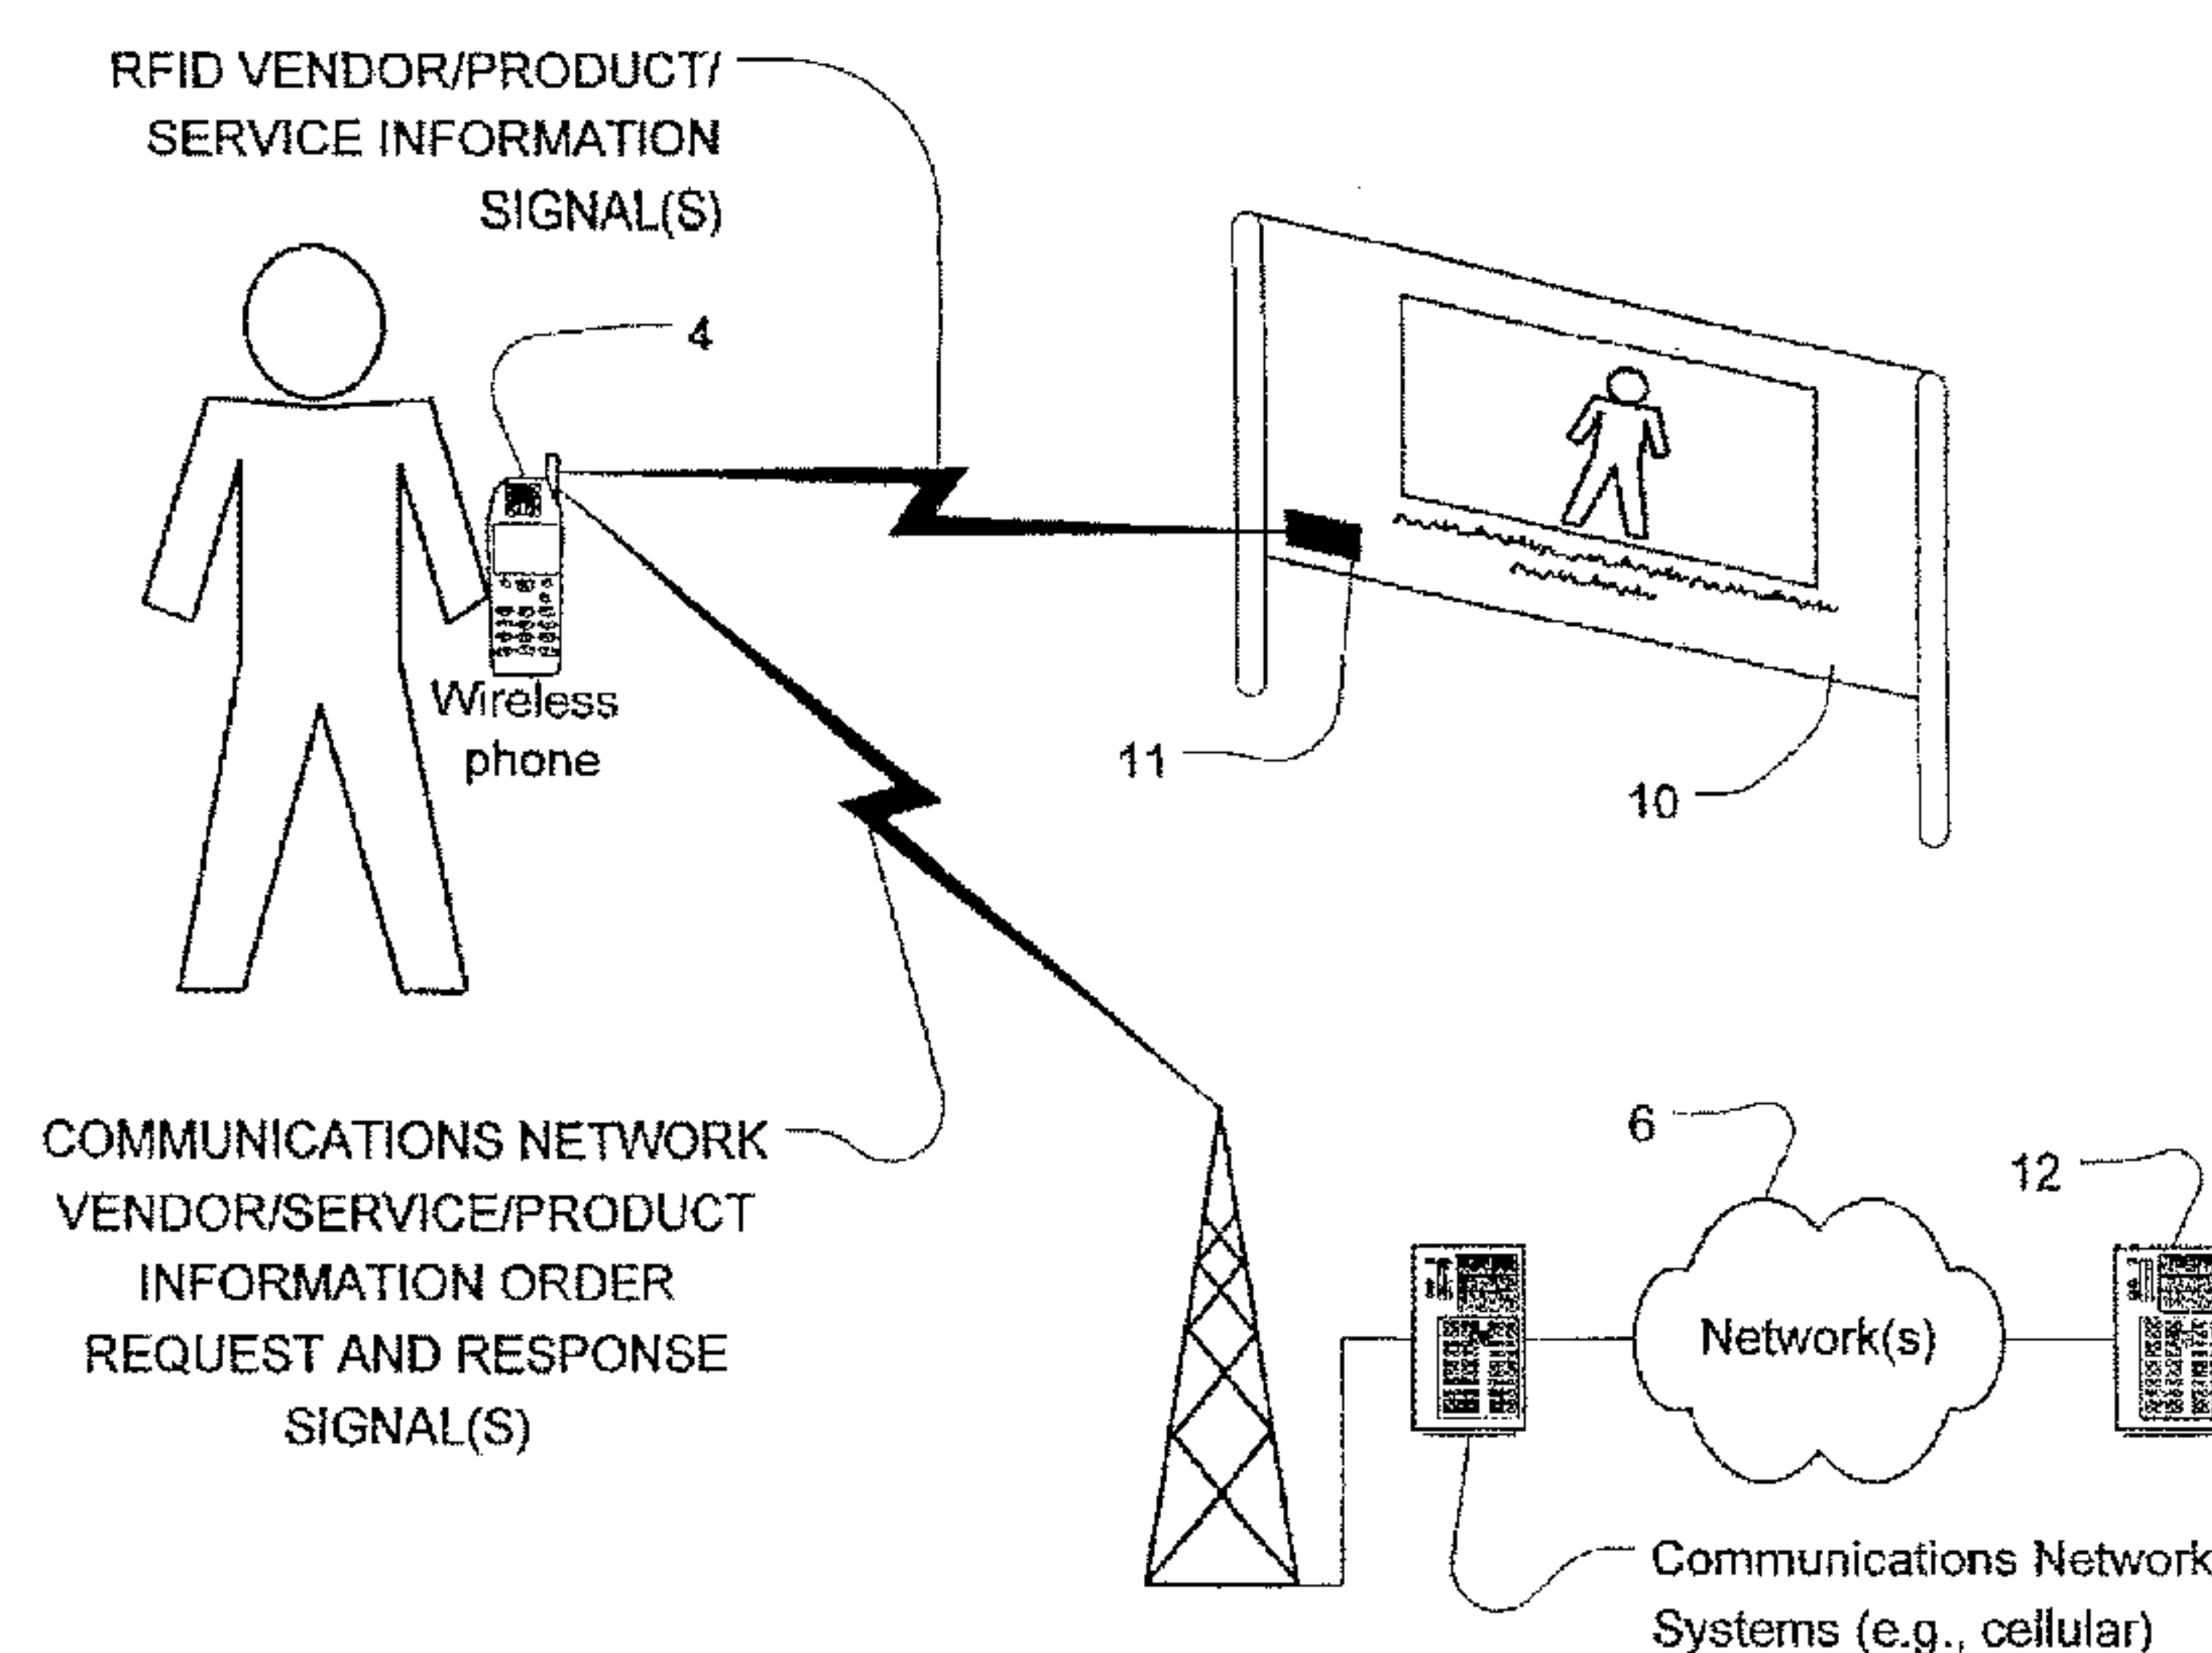 RFID VENDOR/PRODUCT/
SERVICE INFORMATION
SIGNAL(S)
4
Wireless
phone
11
10
COMMUNICATIONS NETWORK
VENDOR/SERVICE/PRODUCT
INFORMATION ORDER
REQUEST AND RESPONSE
SIGNAL(S)
6
12
Network(s)
Communications Network
Systems (e.g., cellular)